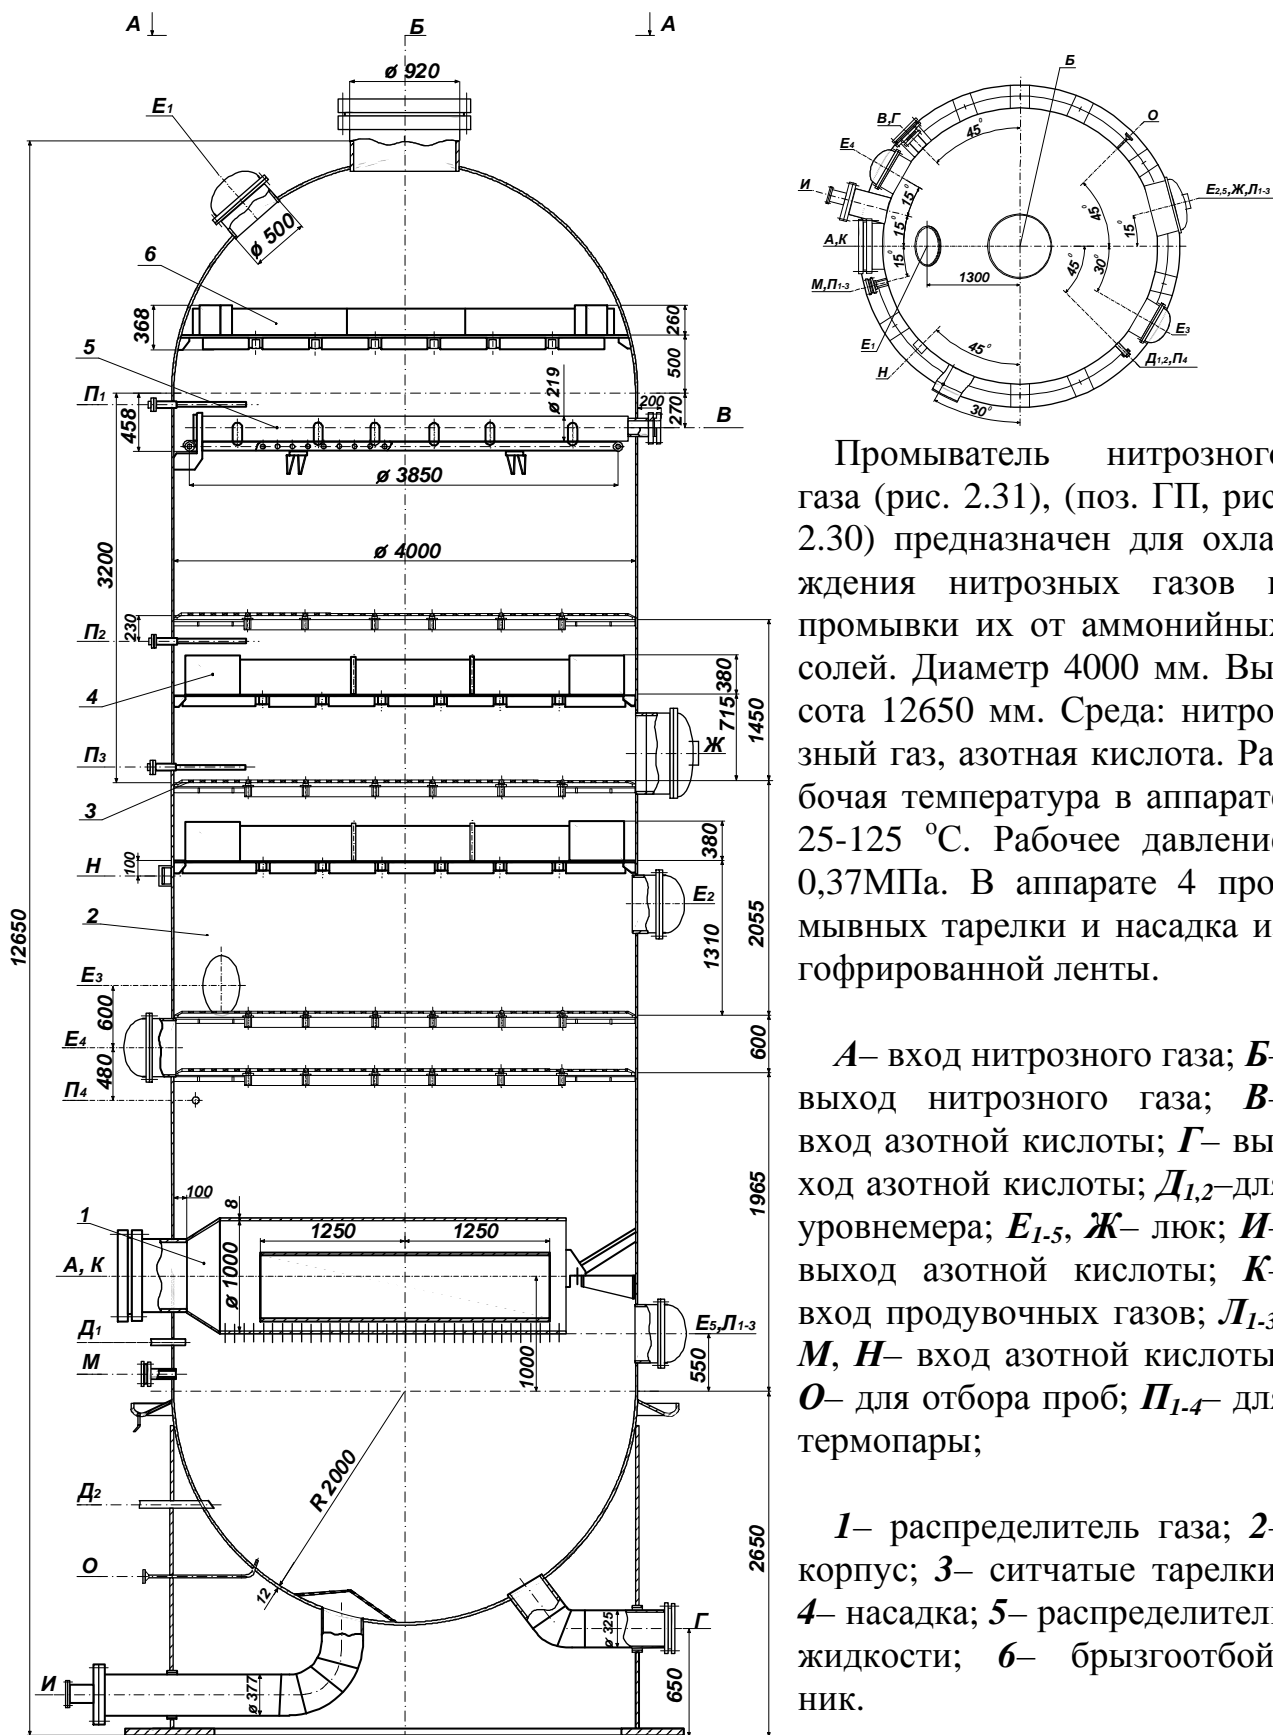 А
Б
А
ø 920
Е1
ø 500
6
368
260
500
5
П1
458
ø 219
200
270
В
ø 3850
ø 4000
3200
230
П2
4
380
715
1450
Ж
П3
3
Н
100
380
Е2
2
12650
2055
1310
Е3
600
Е4
480
600
П4
1965
100
8
1
1250
1250
А, К
ø 1000
Д1
Е5,Л1-3
М
1000
550
R 2000
Д2
О
12
2650
Г
ø 325
И
ø 377
650
Б
В,Г
45°
О
Е4
И
15°
45°
Е2,5,Ж,Л1-3
15°
15°
А,К
15°
45°
30°
М,П1-3
1300
Е1
45°
Е3
Н
Д1,2,П4
30°
Промыватель нитрозного
газа (рис. 2.31), (поз. ГП, рис.
2.30) предназначен для охла-
ждения нитрозных газов и
промывки их от аммонийных
солей. Диаметр 4000 мм. Вы-
сота 12650 мм. Среда: нитро-
зный газ, азотная кислота. Ра-
бочая температура в аппарате
25-125 °С. Рабочее давление
0,37МПа. В аппарате 4 про-
мывных тарелки и насадка из
гофрированной ленты.
А– вход нитрозного газа; Б–
выход нитрозного газа; В–
вход азотной кислоты; Г– вы-
ход азотной кислоты; Д1,2–для
уровнемера; Е1-5, Ж– люк; И–
выход азотной кислоты; К–
вход продувочных газов; Л1-3
М, Н– вход азотной кислоты
О– для отбора проб; П1-4– для
термопары;
1– распределитель газа; 2–
корпус; 3– ситчатые тарелки
4– насадка; 5– распределитель
жидкости; 6– брызгоотбой-
ник.